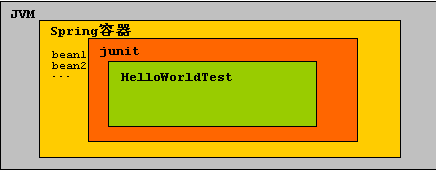 JVM
Spring容器
junit
bean1
bean2
...
HelloWorldTest